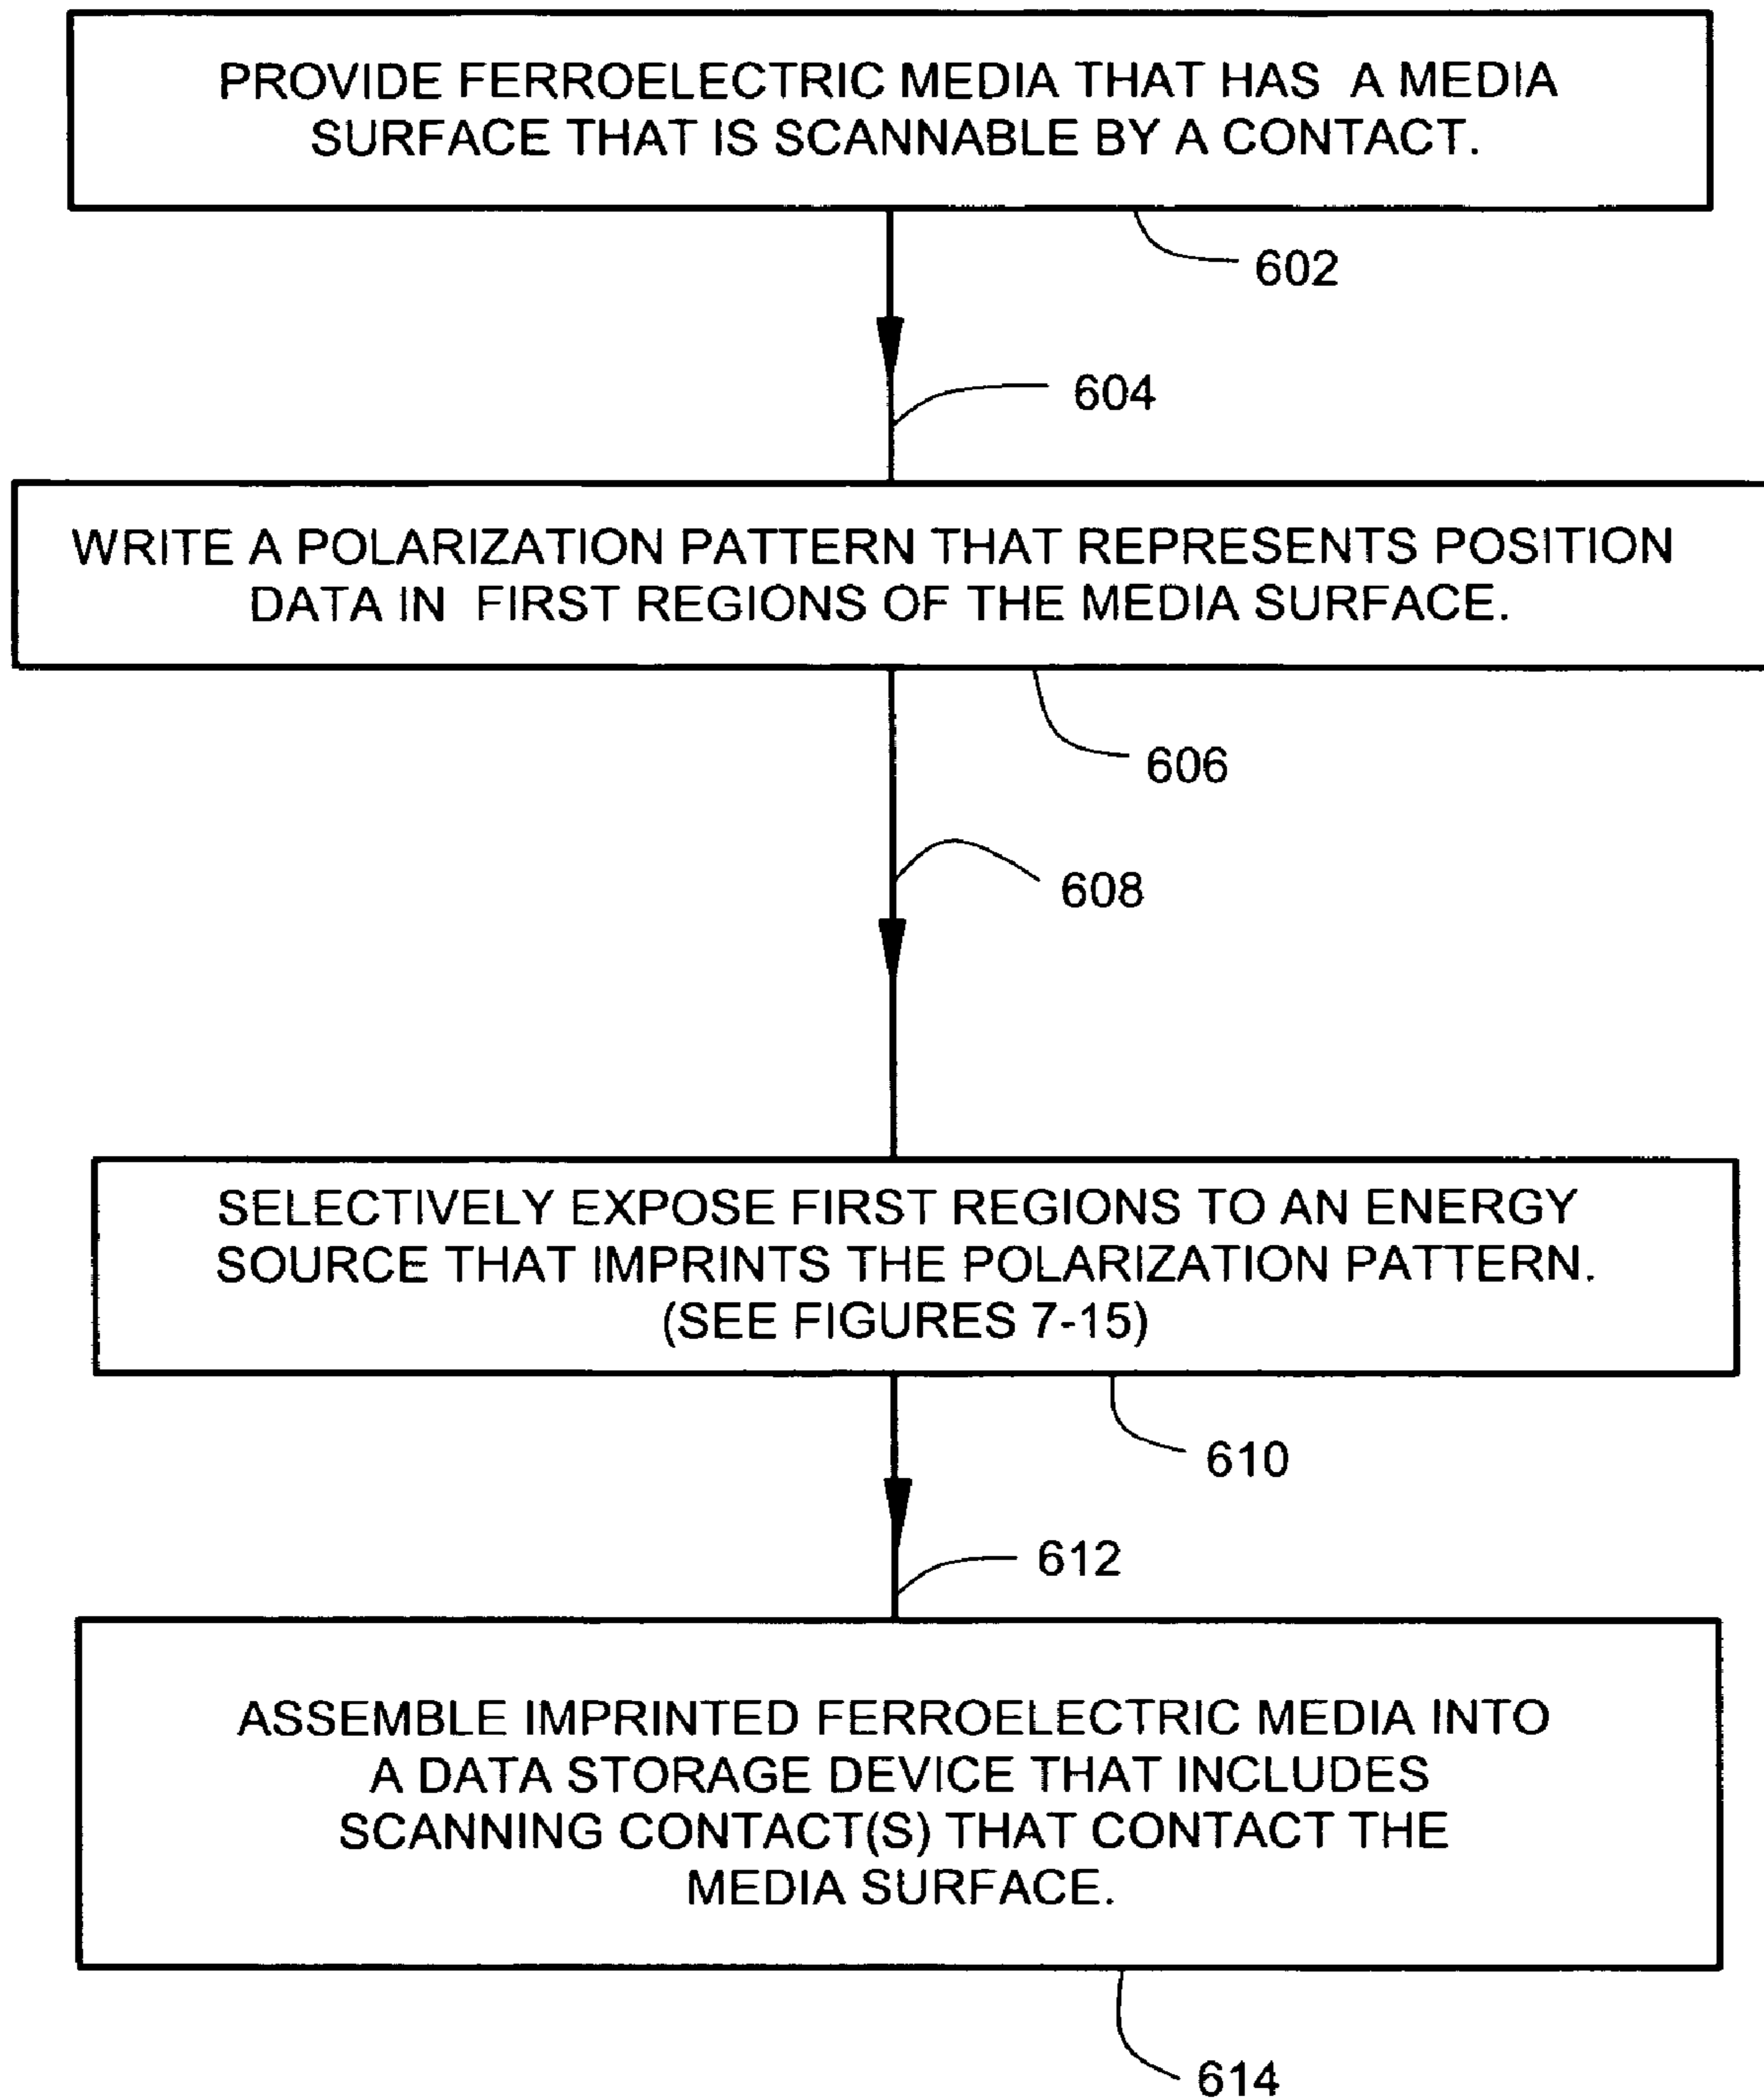 PROVIDE FERROELECTRIC MEDIA THAT HAS A MEDIA
SURFACE THAT IS SCANNABLE BY A CONTACT.
602
604
WRITE A POLARIZATION PATTERN THAT REPRESENTS POSITION
DATA IN FIRST REGIONS OF THE MEDIA SURFACE.
606
608
SELECTIVELY EXPOSE FIRST REGIONS TO AN ENERGY
SOURCE THAT IMPRINTS THE POLARIZATION PATTERN.
(SEE FIGURES 7-15)
610
612
ASSEMBLE IMPRINTED FERROELECTRIC MEDIA INTO
A DATA STORAGE DEVICE THAT INCLUDES
SCANNING CONTACT(S) THAT CONTACT THE
MEDIA SURFACE.
614